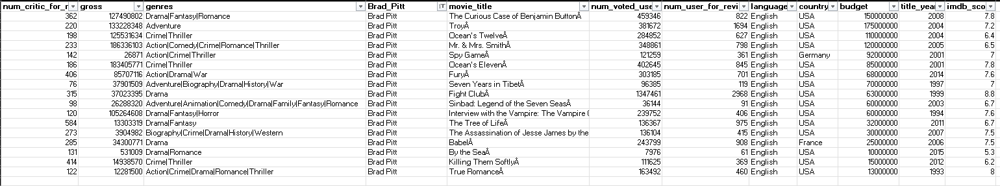 num_critic_for_r gross genres Brad_Pitt movie_title num_voted_use num_user_for_revi language country budget title_year imdb_sco
362 127490802 Drama|Fantasy|Romance Brad Pitt The Curious Case of Benjamin ButtonÂ 459346 822 English USA 150000000 2008 7.8
220 133228348 Adventure Brad Pitt TroyÂ 381672 1694 English USA 175000000 2004 7.2
198 125531634 Crime|Thriller Brad Pitt Ocean's TwelveÂ 284852 627 English USA 110000000 2004 6.4
233 186336103 Action|Comedy|Crime|Romance|Thriller Brad Pitt Mr. & Mrs. SmithÂ 348861 798 English USA 120000000 2005 6.5
142 26871 Action|Crime|Thriller Brad Pitt Spy GameÂ 121259 361 English Germany 92000000 2001 7
186 183405771 Crime|Thriller Brad Pitt Ocean's ElevenÂ 402645 845 English USA 85000000 2001 7.8
406 85707116 Action|Drama|War Brad Pitt FuryÂ 303185 701 English USA 68000000 2014 7.6
76 37901509 Adventure|Biography|Drama|History|War Brad Pitt Seven Years in TibetÂ 96385 119 English USA 70000000 1997 7
315 37023395 Drama Brad Pitt Fight ClubÂ 1347461 2968 English USA 63000000 1999 8.8
98 26288320 Adventure|Animation|Comedy|Drama|Family|Fantasy|Romance Brad Pitt Sinbad: Legend of the Seven SeasÂ 36144 91 English USA 60000000 2003 6.7
120 105264608 Drama|Fantasy|Horror Brad Pitt Interview with the Vampire: The Vampire C 239752 406 English USA 60000000 1994 7.6
584 13303319 Drama|Fantasy Brad Pitt The Tree of LifeÂ 136367 975 English USA 32000000 2011 6.7
273 3904982 Biography|Crime|Drama|History|Western Brad Pitt The Assassination of Jesse James by the 136104 415 English USA 30000000 2007 7.5
285 34300771 Drama Brad Pitt BabelÂ 243799 908 English France 25000000 2006 7.5
131 531009 Drama|Romance Brad Pitt By the SeaÂ 7976 61 English USA 10000000 2015 5.3
414 14938570 Crime|Thriller Brad Pitt Killing Them SoftlyÂ 111625 369 English USA 15000000 2012 6.2
122 12281500 Action|Crime|Drama|Romance|Thriller Brad Pitt True RomanceÂ 163492 460 English USA 13000000 1993 8